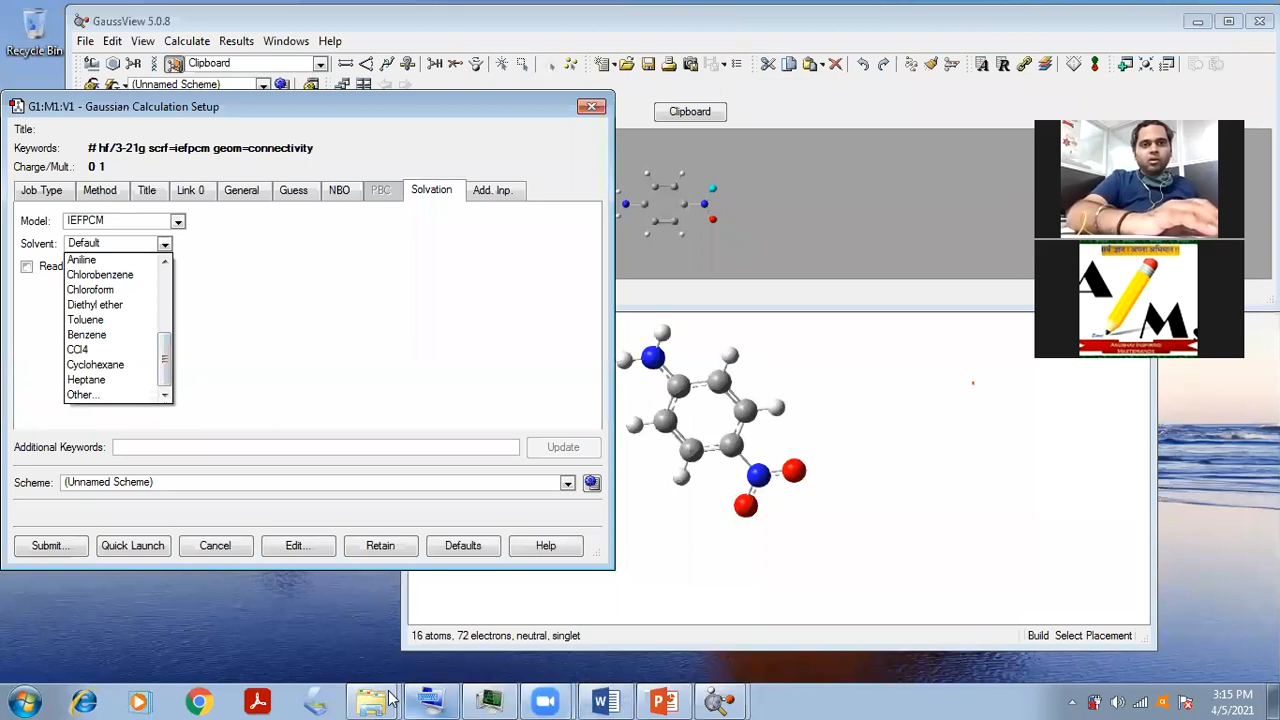 Recycle Bin
GaussView 5.0.8
File Edit View Calculate Results Windows Help
Clipboard
(Unnamed Scheme)
G1:M1:V1 - Gaussian Calculation Setup
Clipboard
Title:
Keywords: # hf/3-21g scrf=iefpcm geom=connectivity
Charge/Mult.: 0 1
Job Type Method Title Link 0 General Guess NBO PBC Solvation Add. Inp.
Model: IEFPCM
Solvent: Default
Read
Aniline
Chlorobenzene
Chloroform
Diethyl ether
Toluene
Benzene
CCl4
Cyclohexane
Heptane
Other...
Additional Keywords: Update
Scheme: (Unnamed Scheme)
Submit... Quick Launch Cancel Edit... Retain Defaults Help
A M
16 atoms, 72 electrons, neutral, singlet
Build Select Placement
3:15 PM
4/5/2021